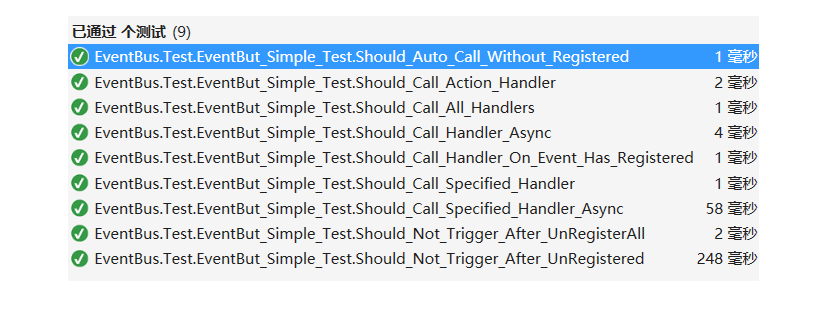 已通过 个测试 (9)
EventBus.Test.EventBut_Simple_Test.Should_Auto_Call_Without_Registered 1 毫秒
EventBus.Test.EventBut_Simple_Test.Should_Call_Action_Handler 2 毫秒
EventBus.Test.EventBut_Simple_Test.Should_Call_All_Handlers 1 毫秒
EventBus.Test.EventBut_Simple_Test.Should_Call_Handler_Async 4 毫秒
EventBus.Test.EventBut_Simple_Test.Should_Call_Handler_On_Event_Has_Registered 1 毫秒
EventBus.Test.EventBut_Simple_Test.Should_Call_Specified_Handler 1 毫秒
EventBus.Test.EventBut_Simple_Test.Should_Call_Specified_Handler_Async 58 毫秒
EventBus.Test.EventBut_Simple_Test.Should_Not_Trigger_After_UnRegisterAll 2 毫秒
EventBus.Test.EventBut_Simple_Test.Should_Not_Trigger_After_UnRegistered 248 毫秒